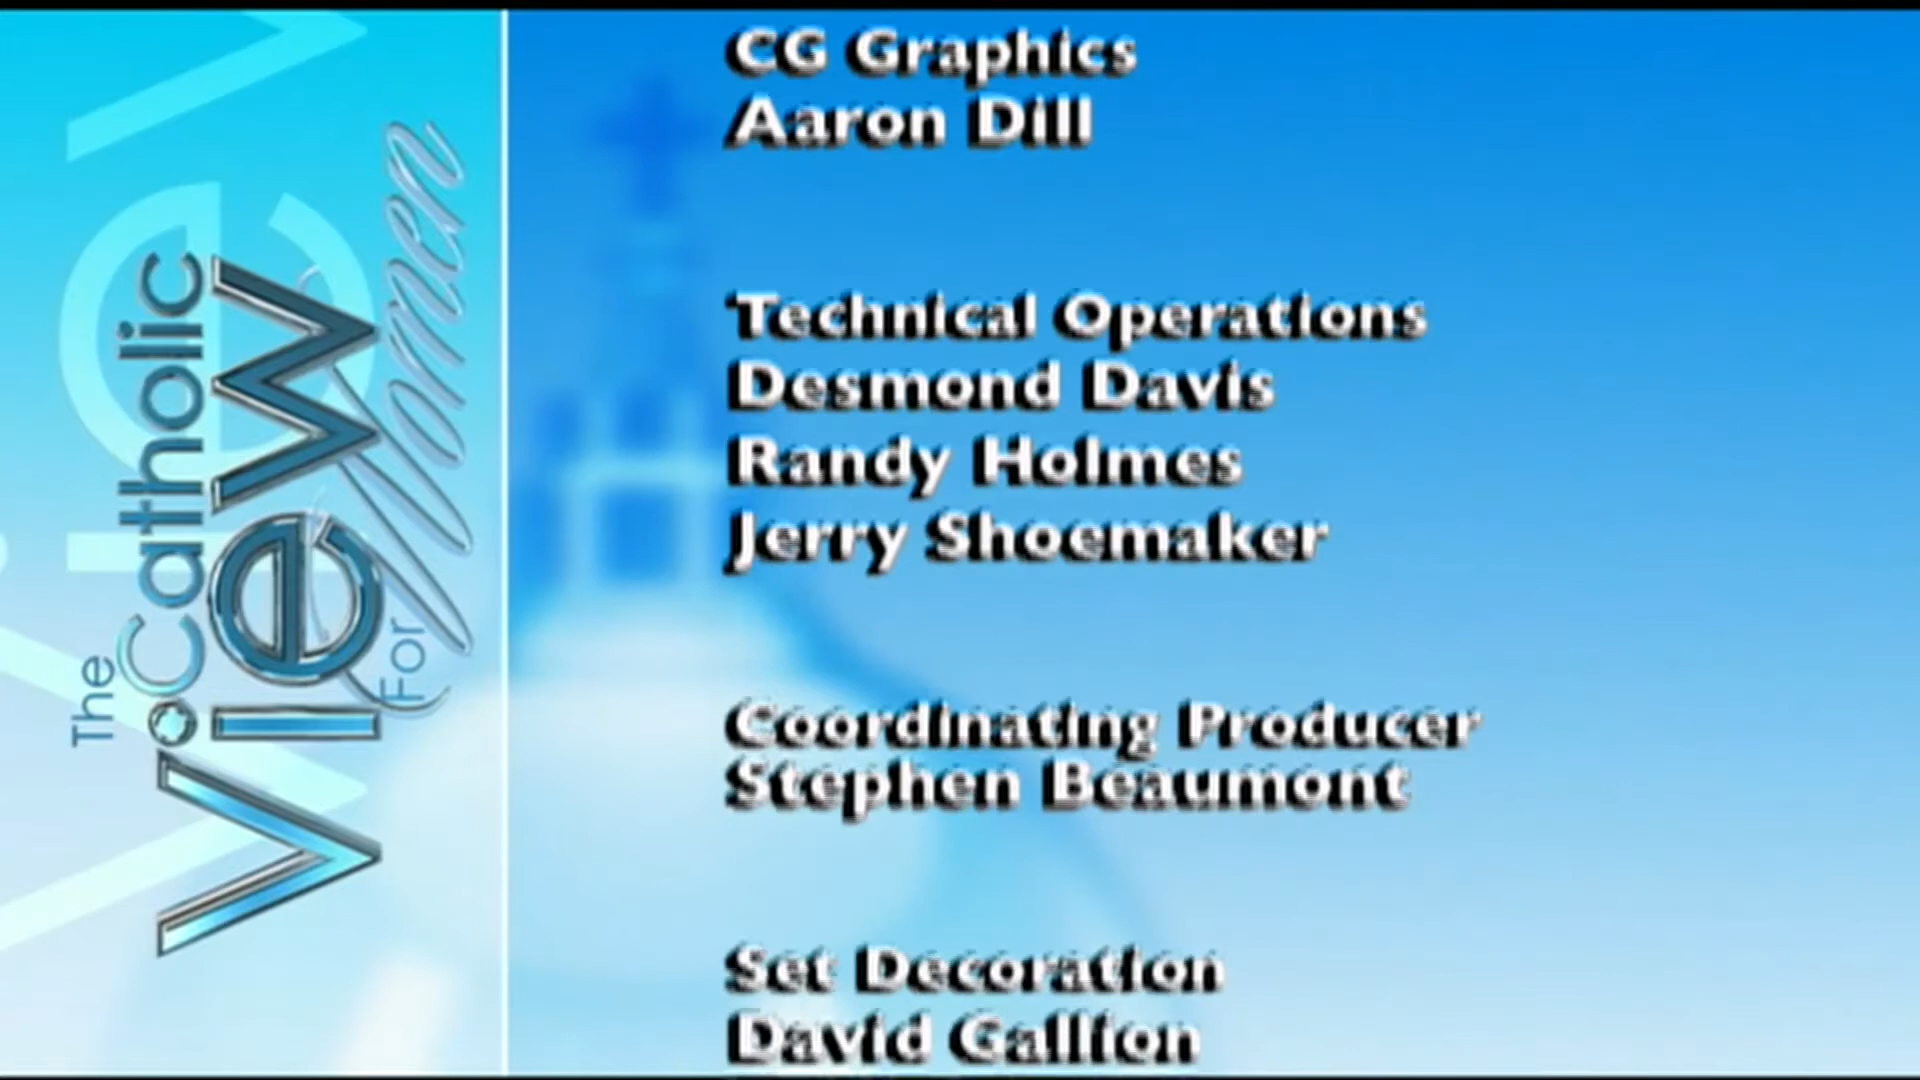 The Catholic
View
For Women
CG Graphics
Aaron Dill
Technical Operations
Desmond Davis
Randy Holmes
Jerry Shoemaker
Coordinating Producer
Stephen Beaumont
Set Decoration
David Gallion